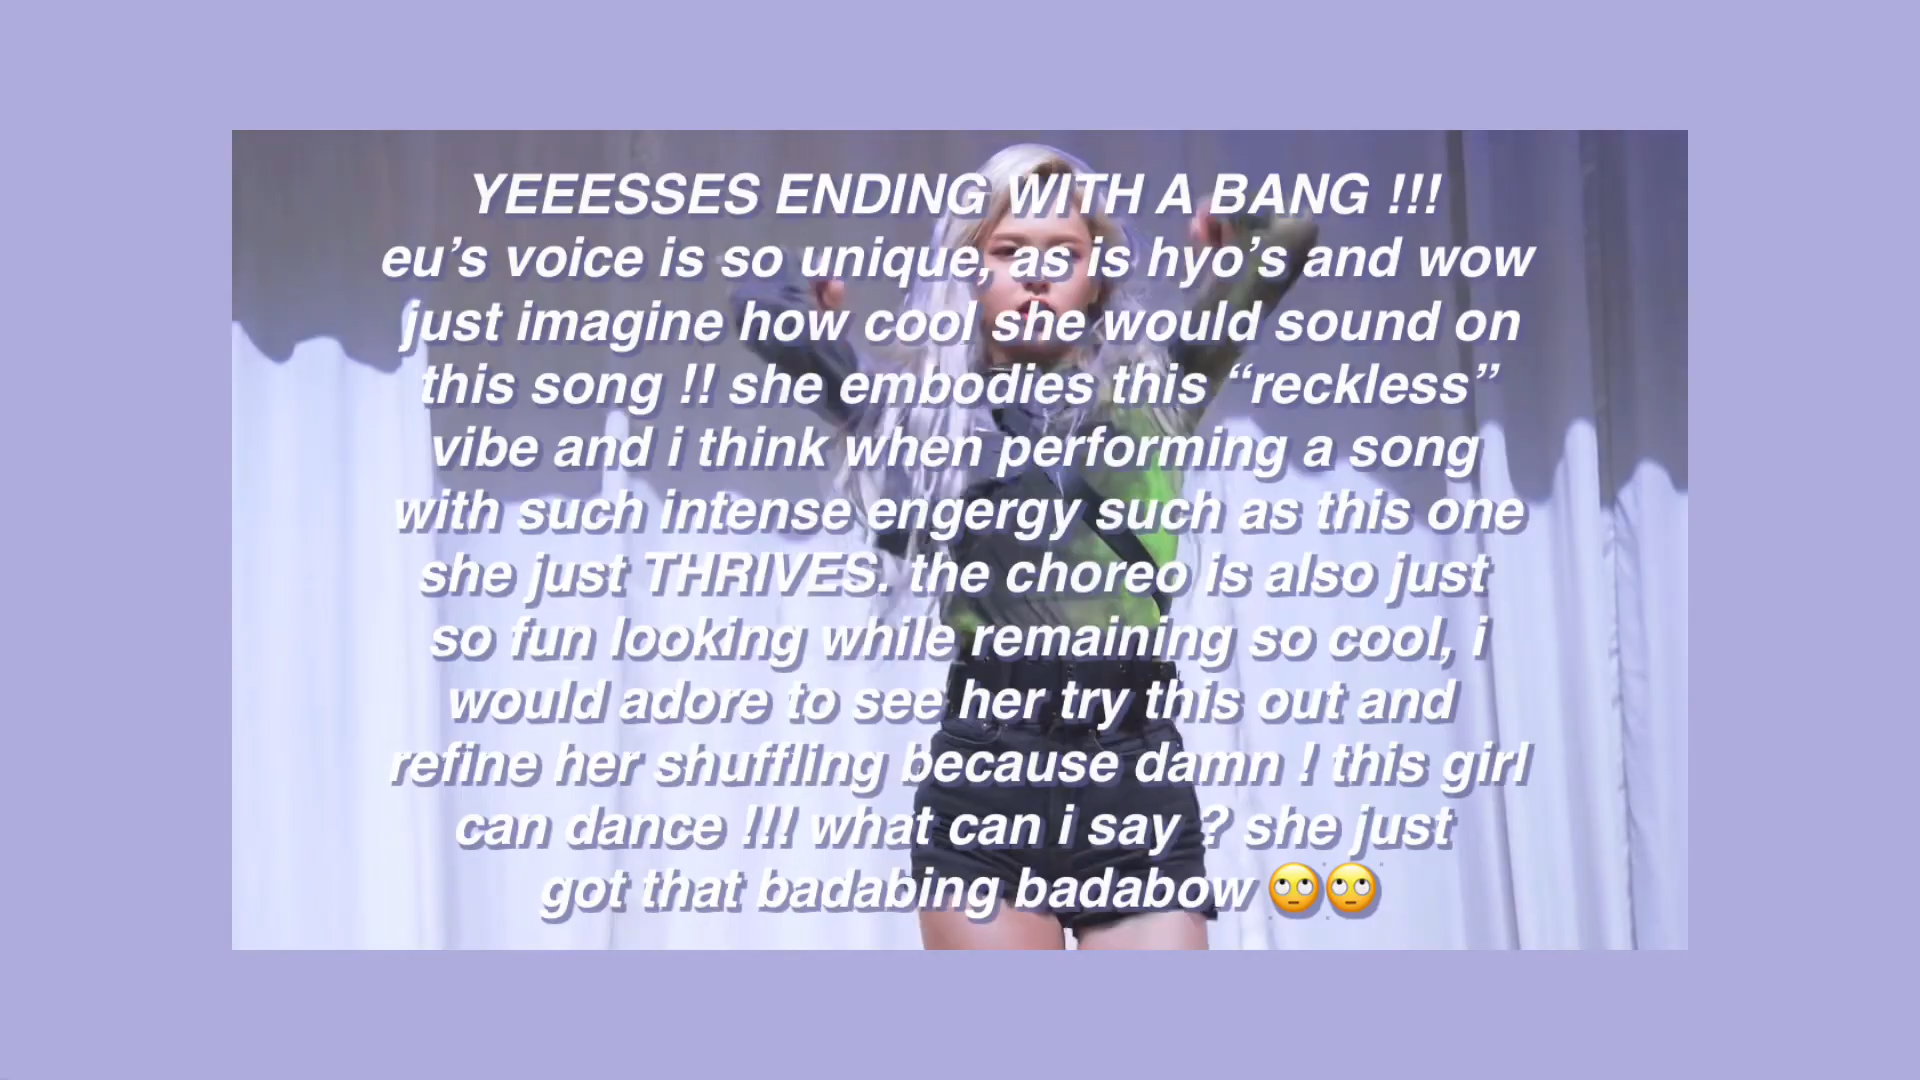 YEEESSES ENDING WITH A BANG !!!
eu’s voice is so unique, as is hyo’s and wow
just imagine how cool she would sound on
this song !! she embodies this “reckless”
vibe and i think when performing a song
with such intense engergy such as this one
she just THRIVES. the choreo is also just
so fun looking while remaining so cool, i
would adore to see her try this out and
refine her shuffling because damn ! this girl
can dance !!! what can i say ? she just
got that badabing badabow 🙄🙄